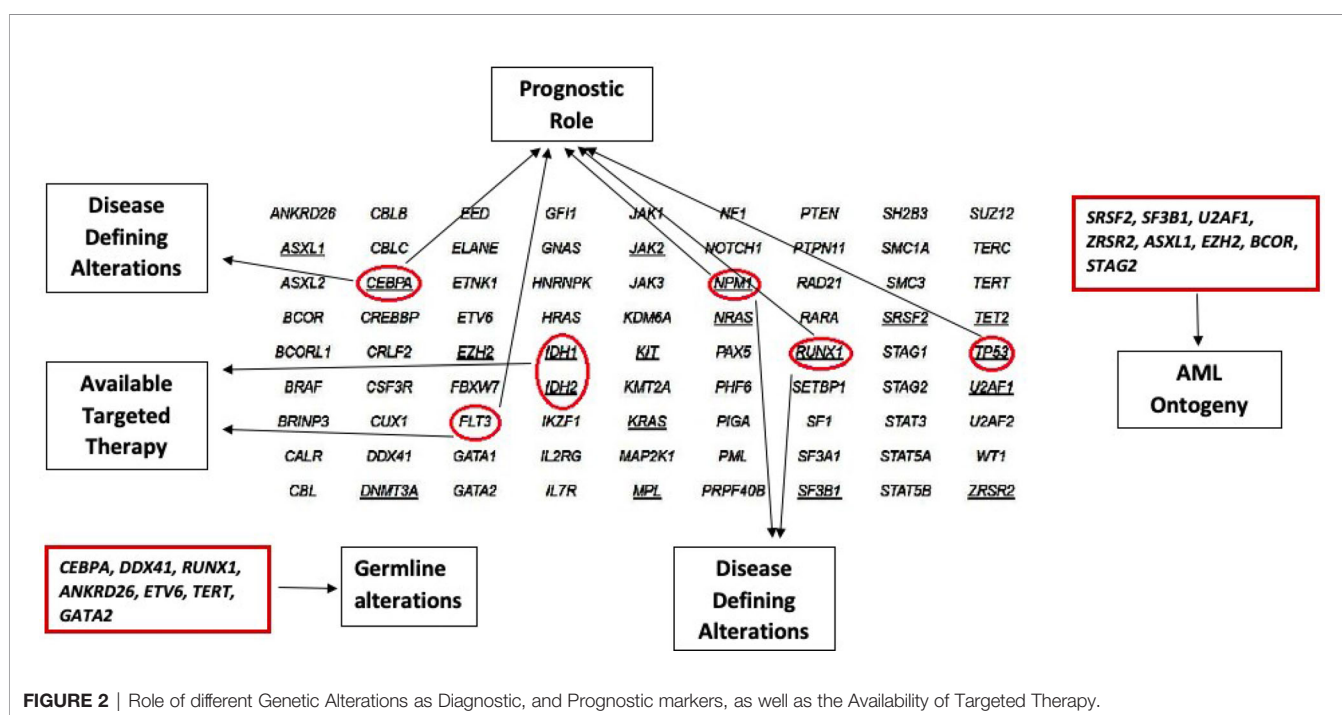 Prognostic
Role
Disease
Defining
Alterations
Available
Targeted
Therapy
ANKRD26 CBLB EED GFI1 JAK1 NF1 PTEN SH2B3 SUZ12
ASXL1 CBLC ELANE GNAS JAK2 NOTCH1 PTPN11 SMC1A TERC
ASXL2 CEBPA ETNK1 HNRNPK JAK3 NPM1 RAD21 SMC3 TERT
BCOR CREBBP ETV6 HRAS KDM6A NRAS RARA SRSF2 TET2
BCORL1 CRLF2 EZH2 IDH1 KIT PAX5 RUNX1 STAG1 TP53
BRAF CSF3R FBXW7 IDH2 KMT2A PHF6 SETBP1 STAG2 U2AF1
BRINP3 CUX1 FLT3 IKZF1 KRAS PIGA SF1 STAT3 U2AF2
CALR DDX41 GATA1 IL2RG MAP2K1 PML SF3A1 STAT5A WT1
CBL DNMT3A GATA2 IL7R MPL PRPF40B SF3B1 STAT5B ZRSR2
SRSF2, SF3B1, U2AF1,
ZRSR2, ASXL1, EZH2, BCOR,
STAG2
AML
Ontogeny
CEBPA, DDX41, RUNX1,
ANKRD26, ETV6, TERT,
GATA2
Germline
alterations
Disease
Defining
Alterations
FIGURE 2 | Role of different Genetic Alterations as Diagnostic, and Prognostic markers, as well as the Availability of Targeted Therapy.